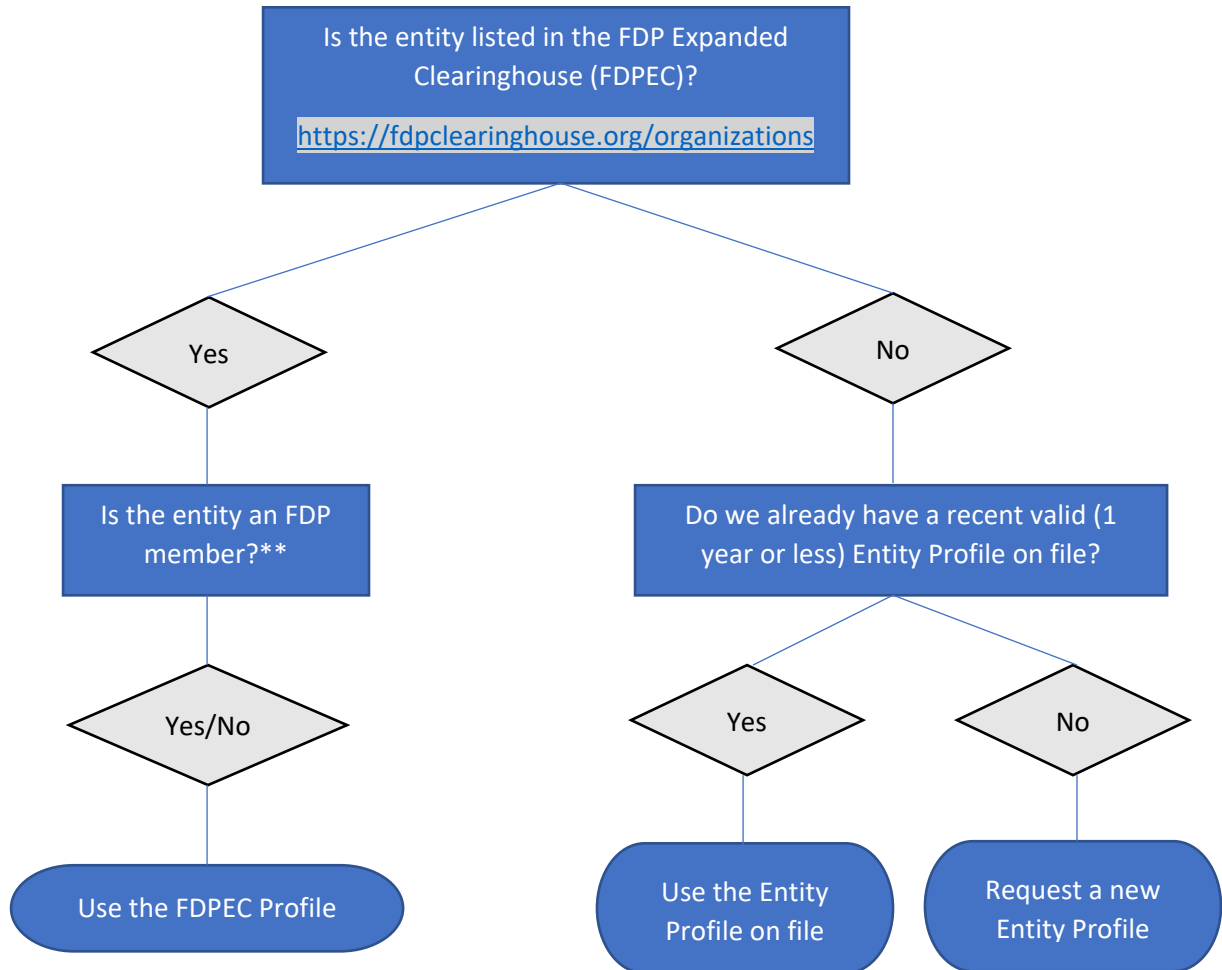 Is the entity listed in the FDP Expanded
Clearinghouse (FDPEC)?
https://fdpclearinghouse.org/organizations
Yes
No
Is the entity an FDP
member?**
Do we already have a recent valid (1
year or less) Entity Profile on file?
Yes/No
Yes
No
Use the FDPEC Profile
Use the Entity
Profile on file
Request a new
Entity Profile